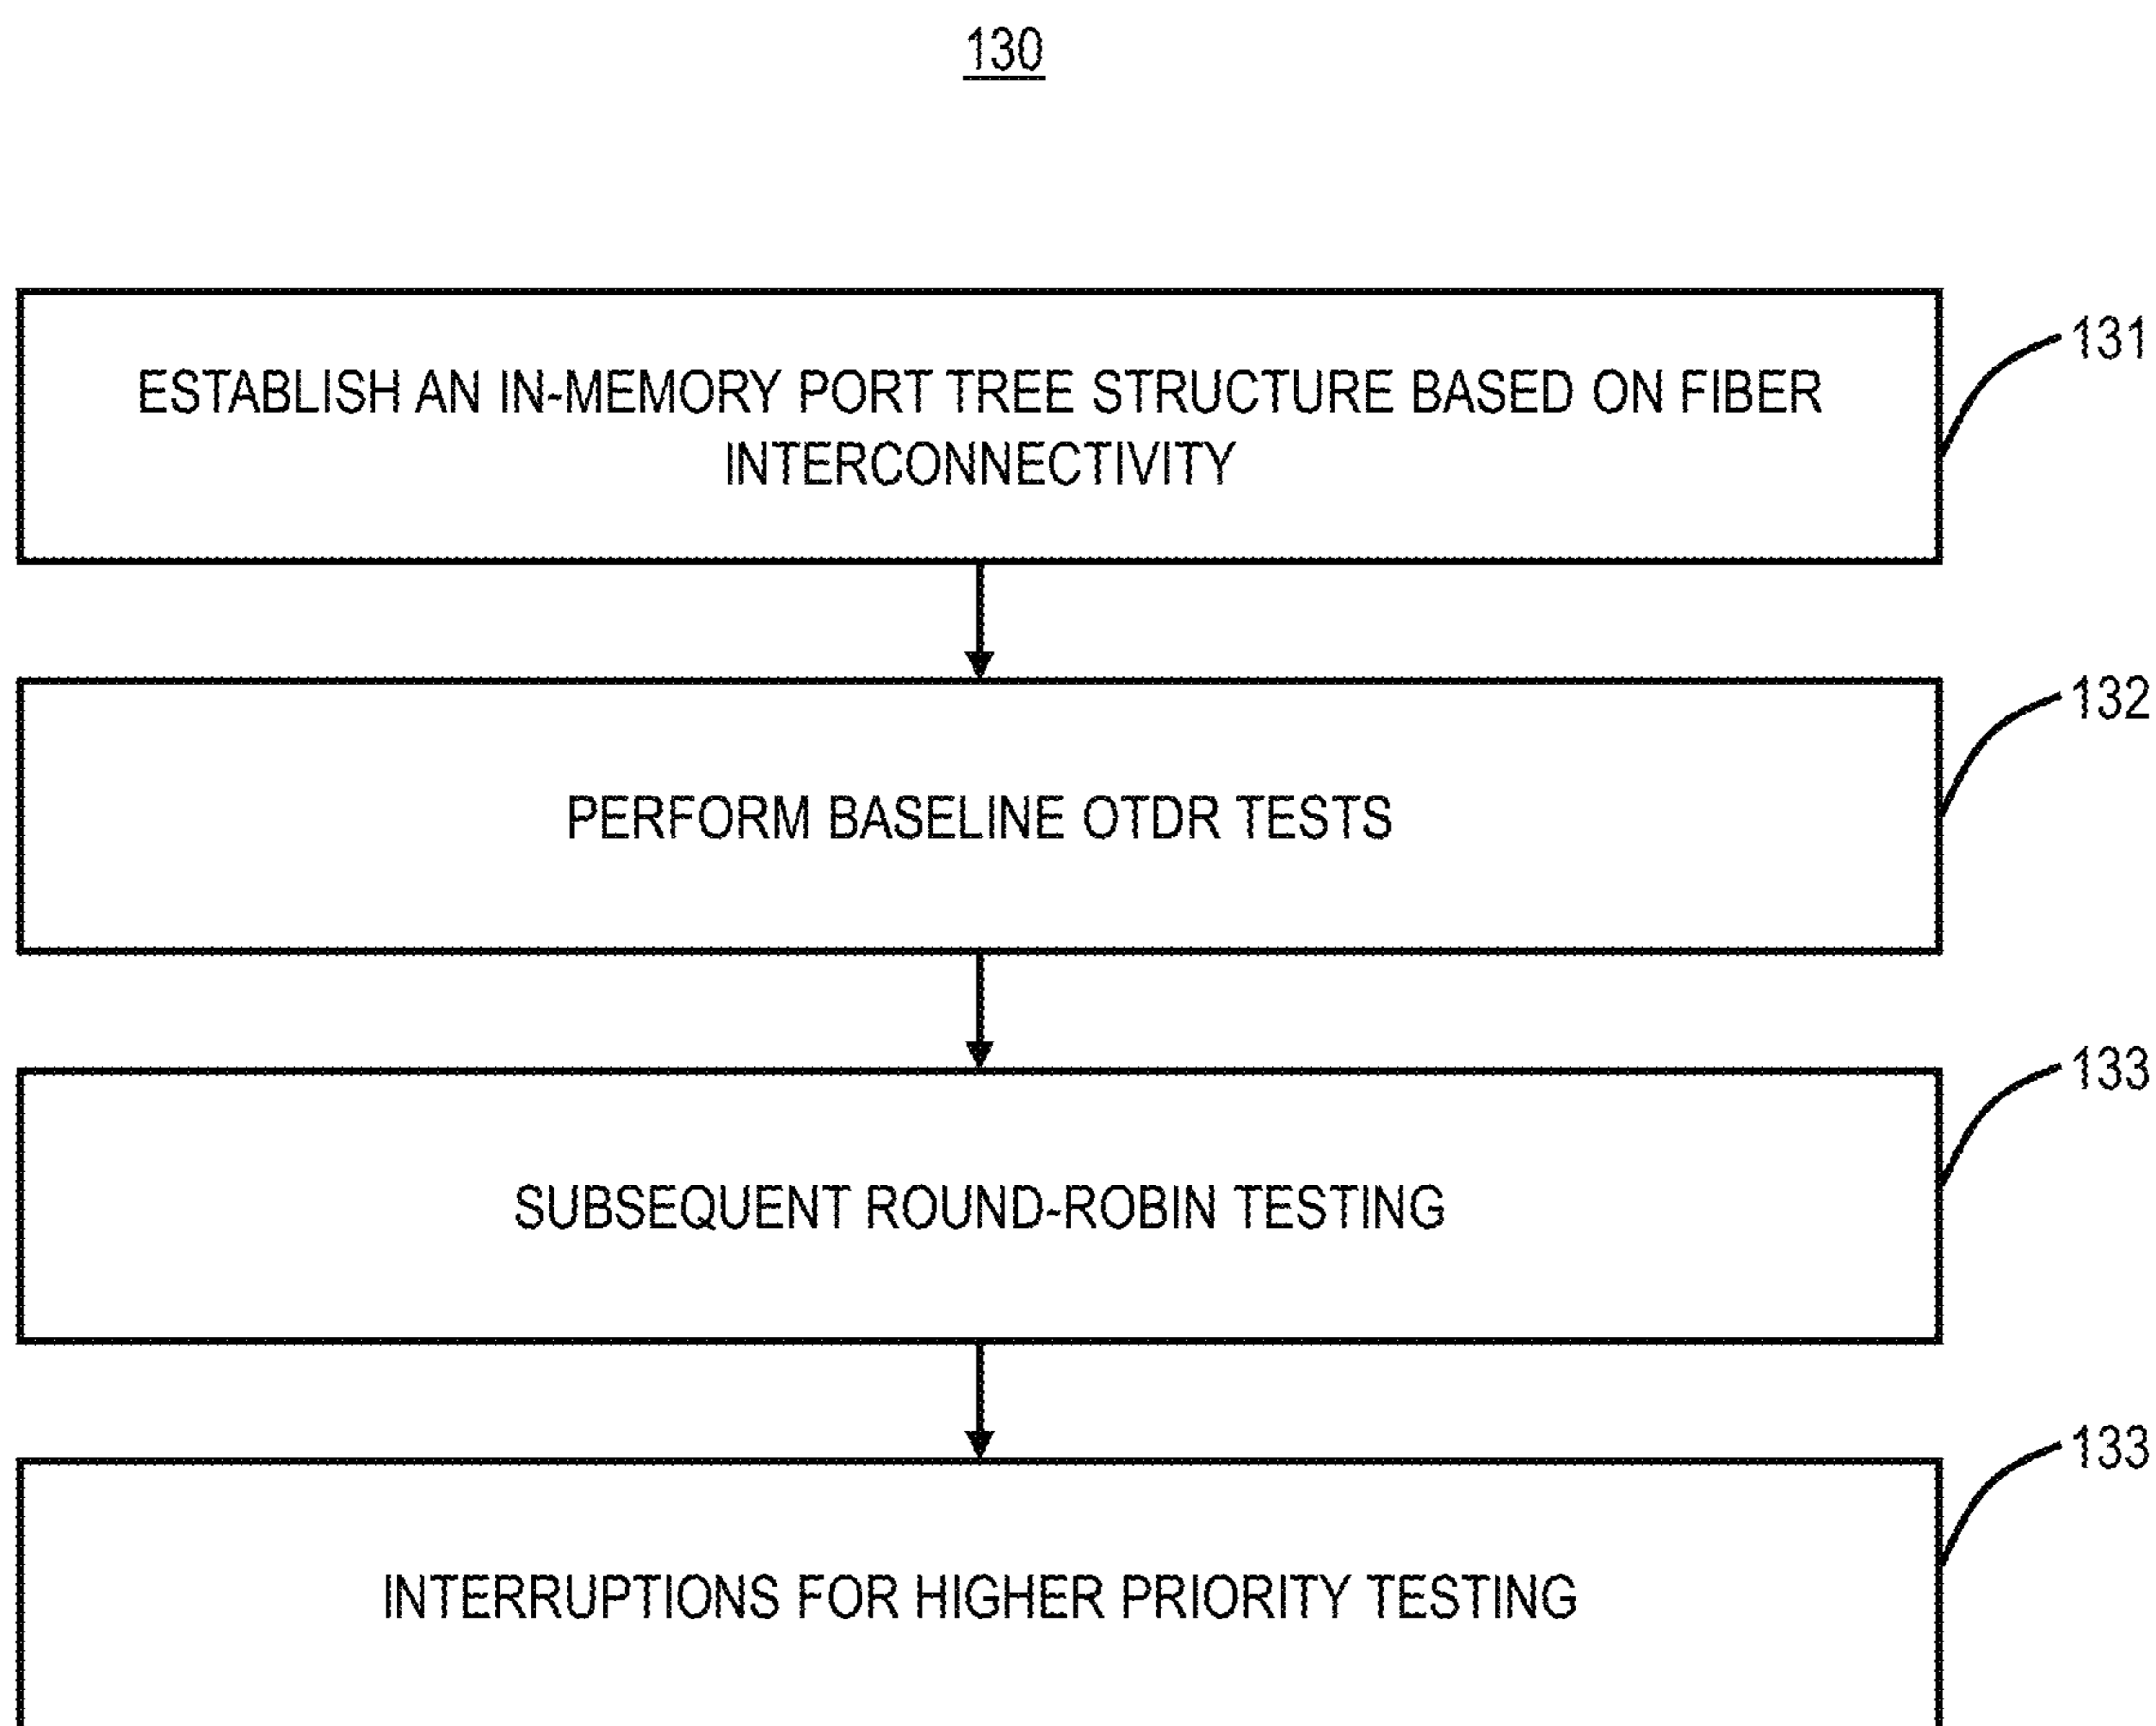 130
ESTABLISH AN IN-MEMORY PORT TREE STRUCTURE BASED ON FIBER
INTERCONNECTIVITY
131
PERFORM BASELINE OTDR TESTS
132
SUBSEQUENT ROUND-ROBIN TESTING
133
INTERRUPTIONS FOR HIGHER PRIORITY TESTING
133